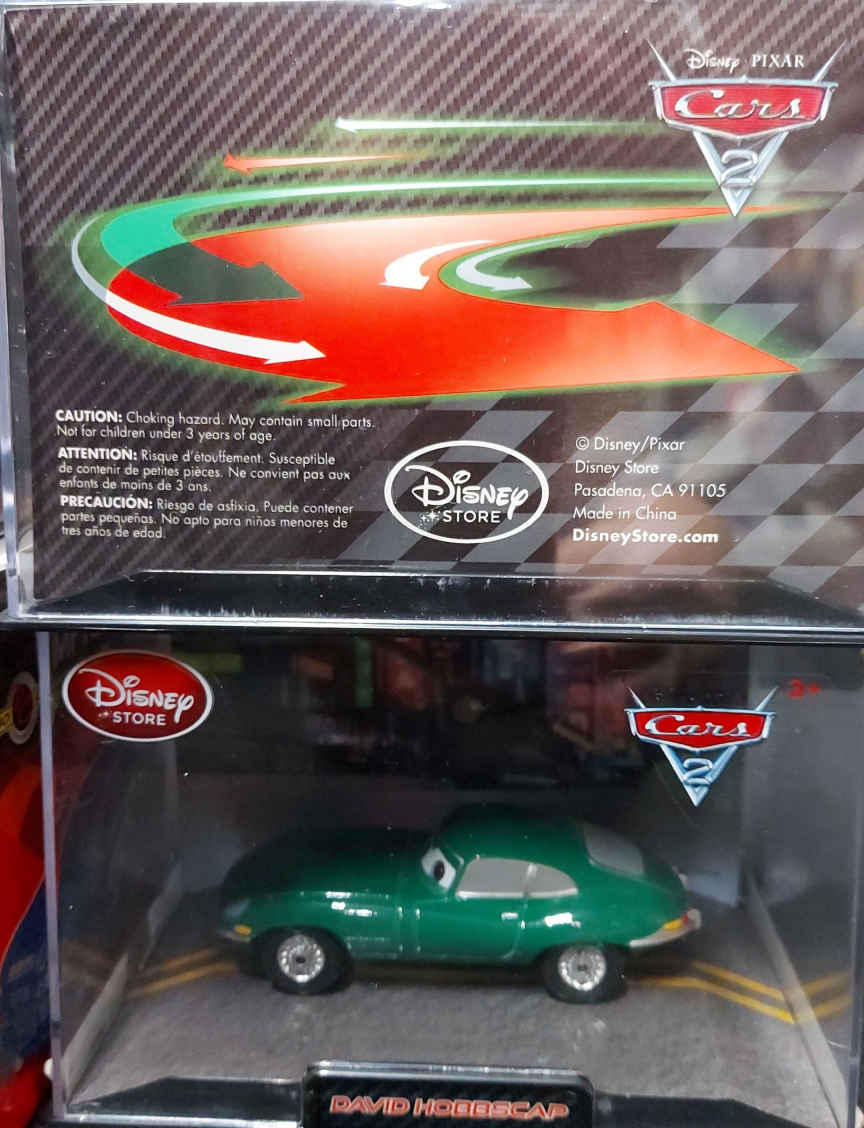 Disney PIXAR
Cars
2
CAUTION: Choking hazard. May contain small parts.
Not for children under 3 years of age.
ATTENTION: Risque d'étouffement. Susceptible
de contenir de petites pièces. Ne convient pas aux
enfants de moins de 3 ans.
PRECAUCIÓN: Riesgo de asfixia. Puede contener
partes pequeñas. No apto para niños menores de
tres años de edad.
Disney
STORE
© Disney/Pixar
Disney Store
Pasadena, CA 91105
Made in China
DisneyStore.com
Disney
STORE
Cars
2
3+
DAVID HOBBSCAP